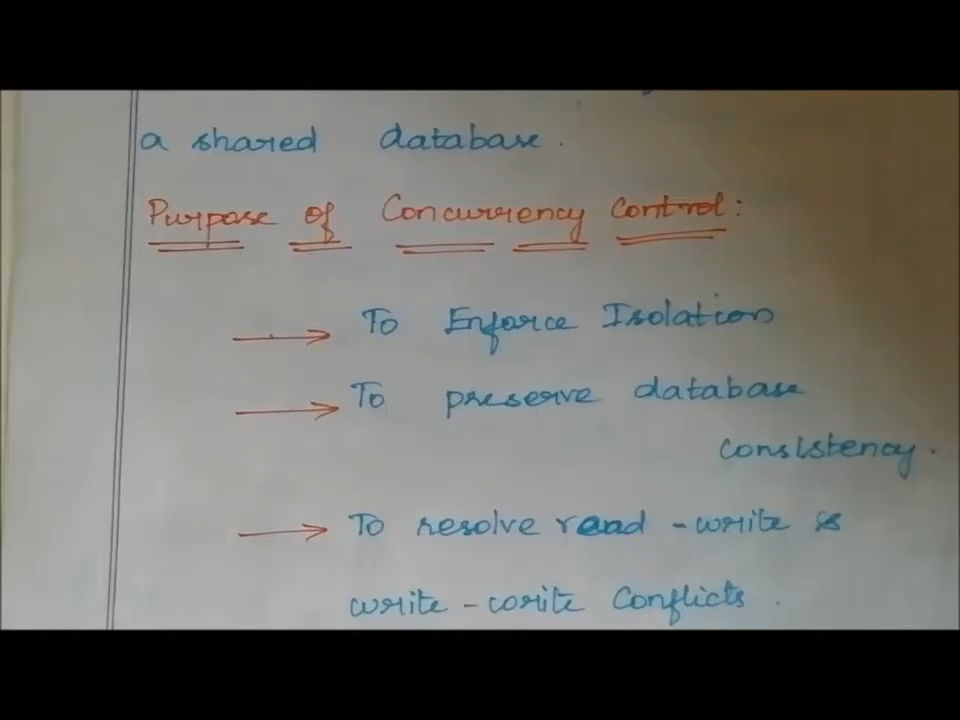 a shared database.
Purpose of Concurrency Control:
→ To Enforce Isolation
→ To preserve database
consistency.
→ To resolve read-write &
write-write Conflicts.